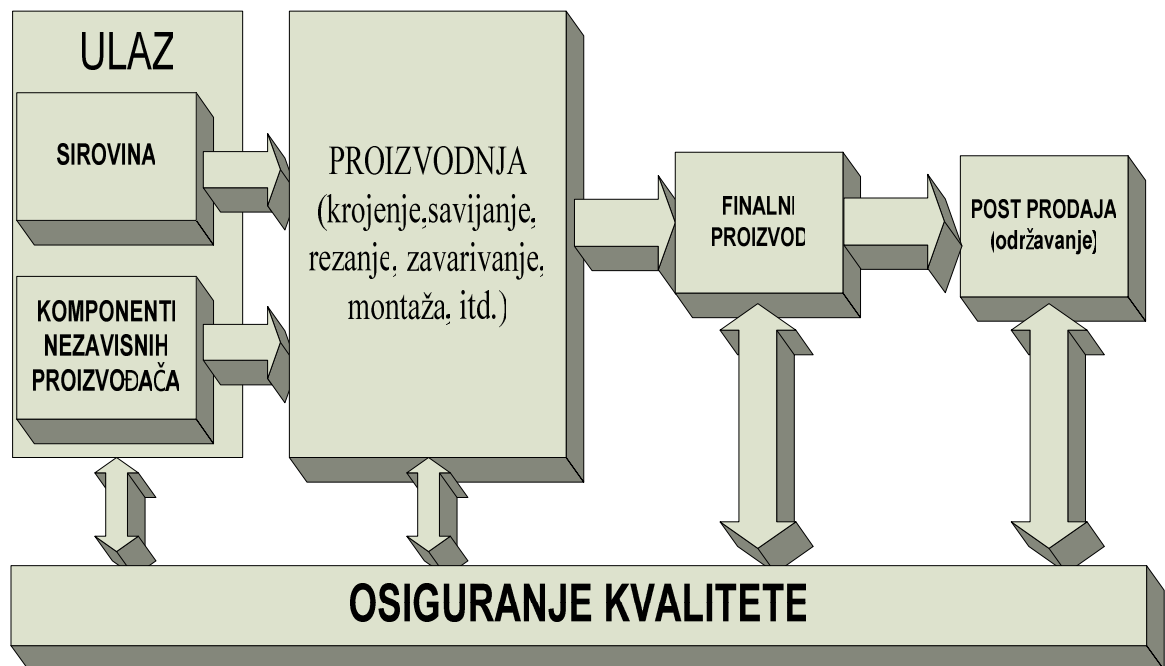 ULAZ
SIROVINA
KOMPONENTI
NEZAVISNIH
PROIZVOĐAČA
PROIZVODNJA
(krojenje,savijanje,
rezanje, zavarivanje,
montaža, itd.)
FINALNI
PROIZVOD
POST PRODAJA
(održavanje)
OSIGURANJE KVALITETE